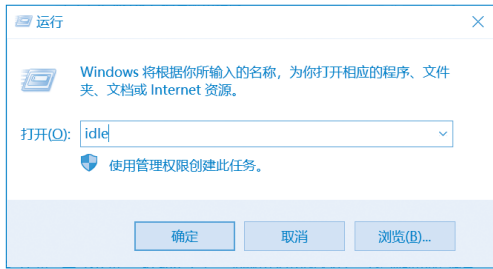 运行
Windows 将根据你所输入的名称，为你打开相应的程序、文件
夹、文档或 Internet 资源。
打开(O): idle
使用管理权限创建此任务。
确定 取消 浏览(B)...